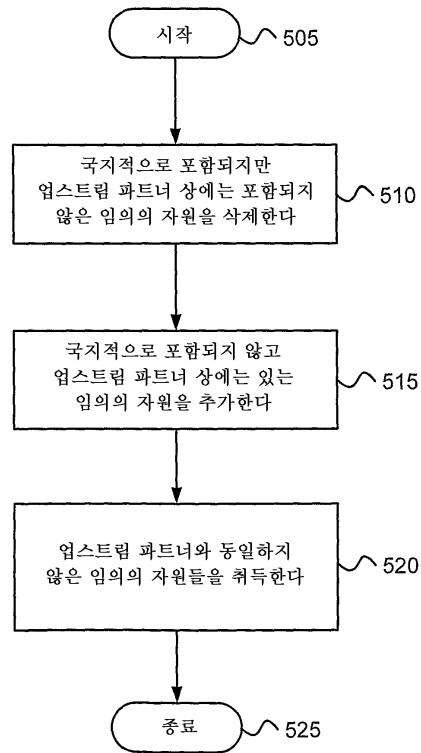 시작
505
국지적으로 포함되지만
업스트림 파트너 상에는 포함되지
않은 임의의 자원을 삭제한다
510
국지적으로 포함되지 않고
업스트림 파트너 상에는 있는
임의의 자원을 추가한다
515
업스트림 파트너와 동일하지
않은 임의의 자원들을 취득한다
520
종료
525